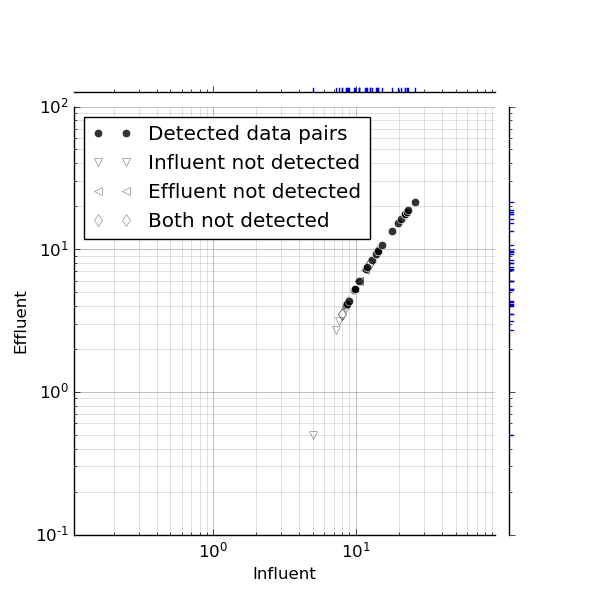 10²
Detected data pairs
Influent not detected
Effluent not detected
Both not detected
10¹
Effluent
10⁰
10⁻¹
10⁰
10¹
Influent